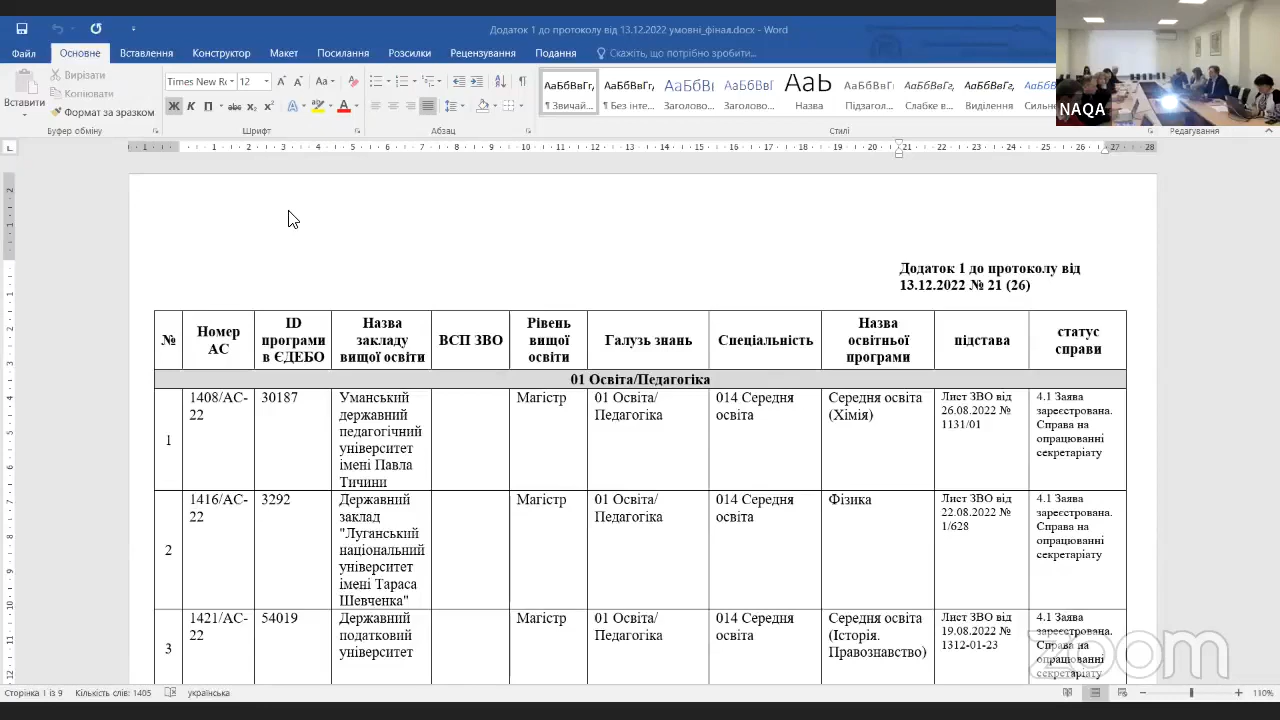 Додаток 1 до протоколу від 13.12.2022 умовні_фінал.docx - Word
Файл
Основне
Вставлення
Конструктор
Макет
Посилання
Розсилки
Рецензування
Подання
Скажіть, що потрібно зробити...
Вставити
Вирізати
Копіювати
Формат за зразком
Буфер обміну
Times New Ro
12
Шрифт
Абзац
АаБбВвГг,
¶ Звичай...
АаБбВвГг,
¶ Без інте...
АаБбВı
Заголово...
АаБбВвГ
Заголово...
АаЬ
Назва
АаБбВвГг
Підзагол...
АаБбВвГг,
Слабке в...
АаБбВвГг,
Виділення
Стилі
Редагування
NAQA
Додаток 1 до протоколу від
13.12.2022 № 21 (26)
№
Номер
АС
ID
програми
в ЄДЕБО
Назва
закладу
вищої освіти
ВСП ЗВО
Рівень
вищої
освіти
Галузь знань
Спеціальність
Назва
освітньої
програми
підстава
статус
справи
01 Освіта/Педагогіка
1
1408/АС-
22
30187
Уманський
державний
педагогічний
університет
імені Павла
Тичини
Магістр
01 Освіта/
Педагогіка
014 Середня
освіта
Середня освіта
(Хімія)
Лист ЗВО від
26.08.2022 №
1131/01
4.1 Заява
зареєстрована.
Справа на
опрацюванні
секретаріату
2
1416/АС-
22
3292
Державний
заклад
"Луганський
національний
університет
імені Тараса
Шевченка"
Магістр
01 Освіта/
Педагогіка
014 Середня
освіта
Фізика
Лист ЗВО від
22.08.2022 №
1/628
4.1 Заява
зареєстрована.
Справа на
опрацюванні
секретаріату
3
1421/АС-
22
54019
Державний
податковий
університет
Магістр
01 Освіта/
Педагогіка
014 Середня
освіта
Середня освіта
(Історія.
Правознавство)
Лист ЗВО від
19.08.2022 №
1312-01-23
4.1 Заява
зареєстрована.
Справа на
опрацюванні
секретаріату
zoom
Сторінка 1 із 9
Кількість слів: 1405
українська
110%